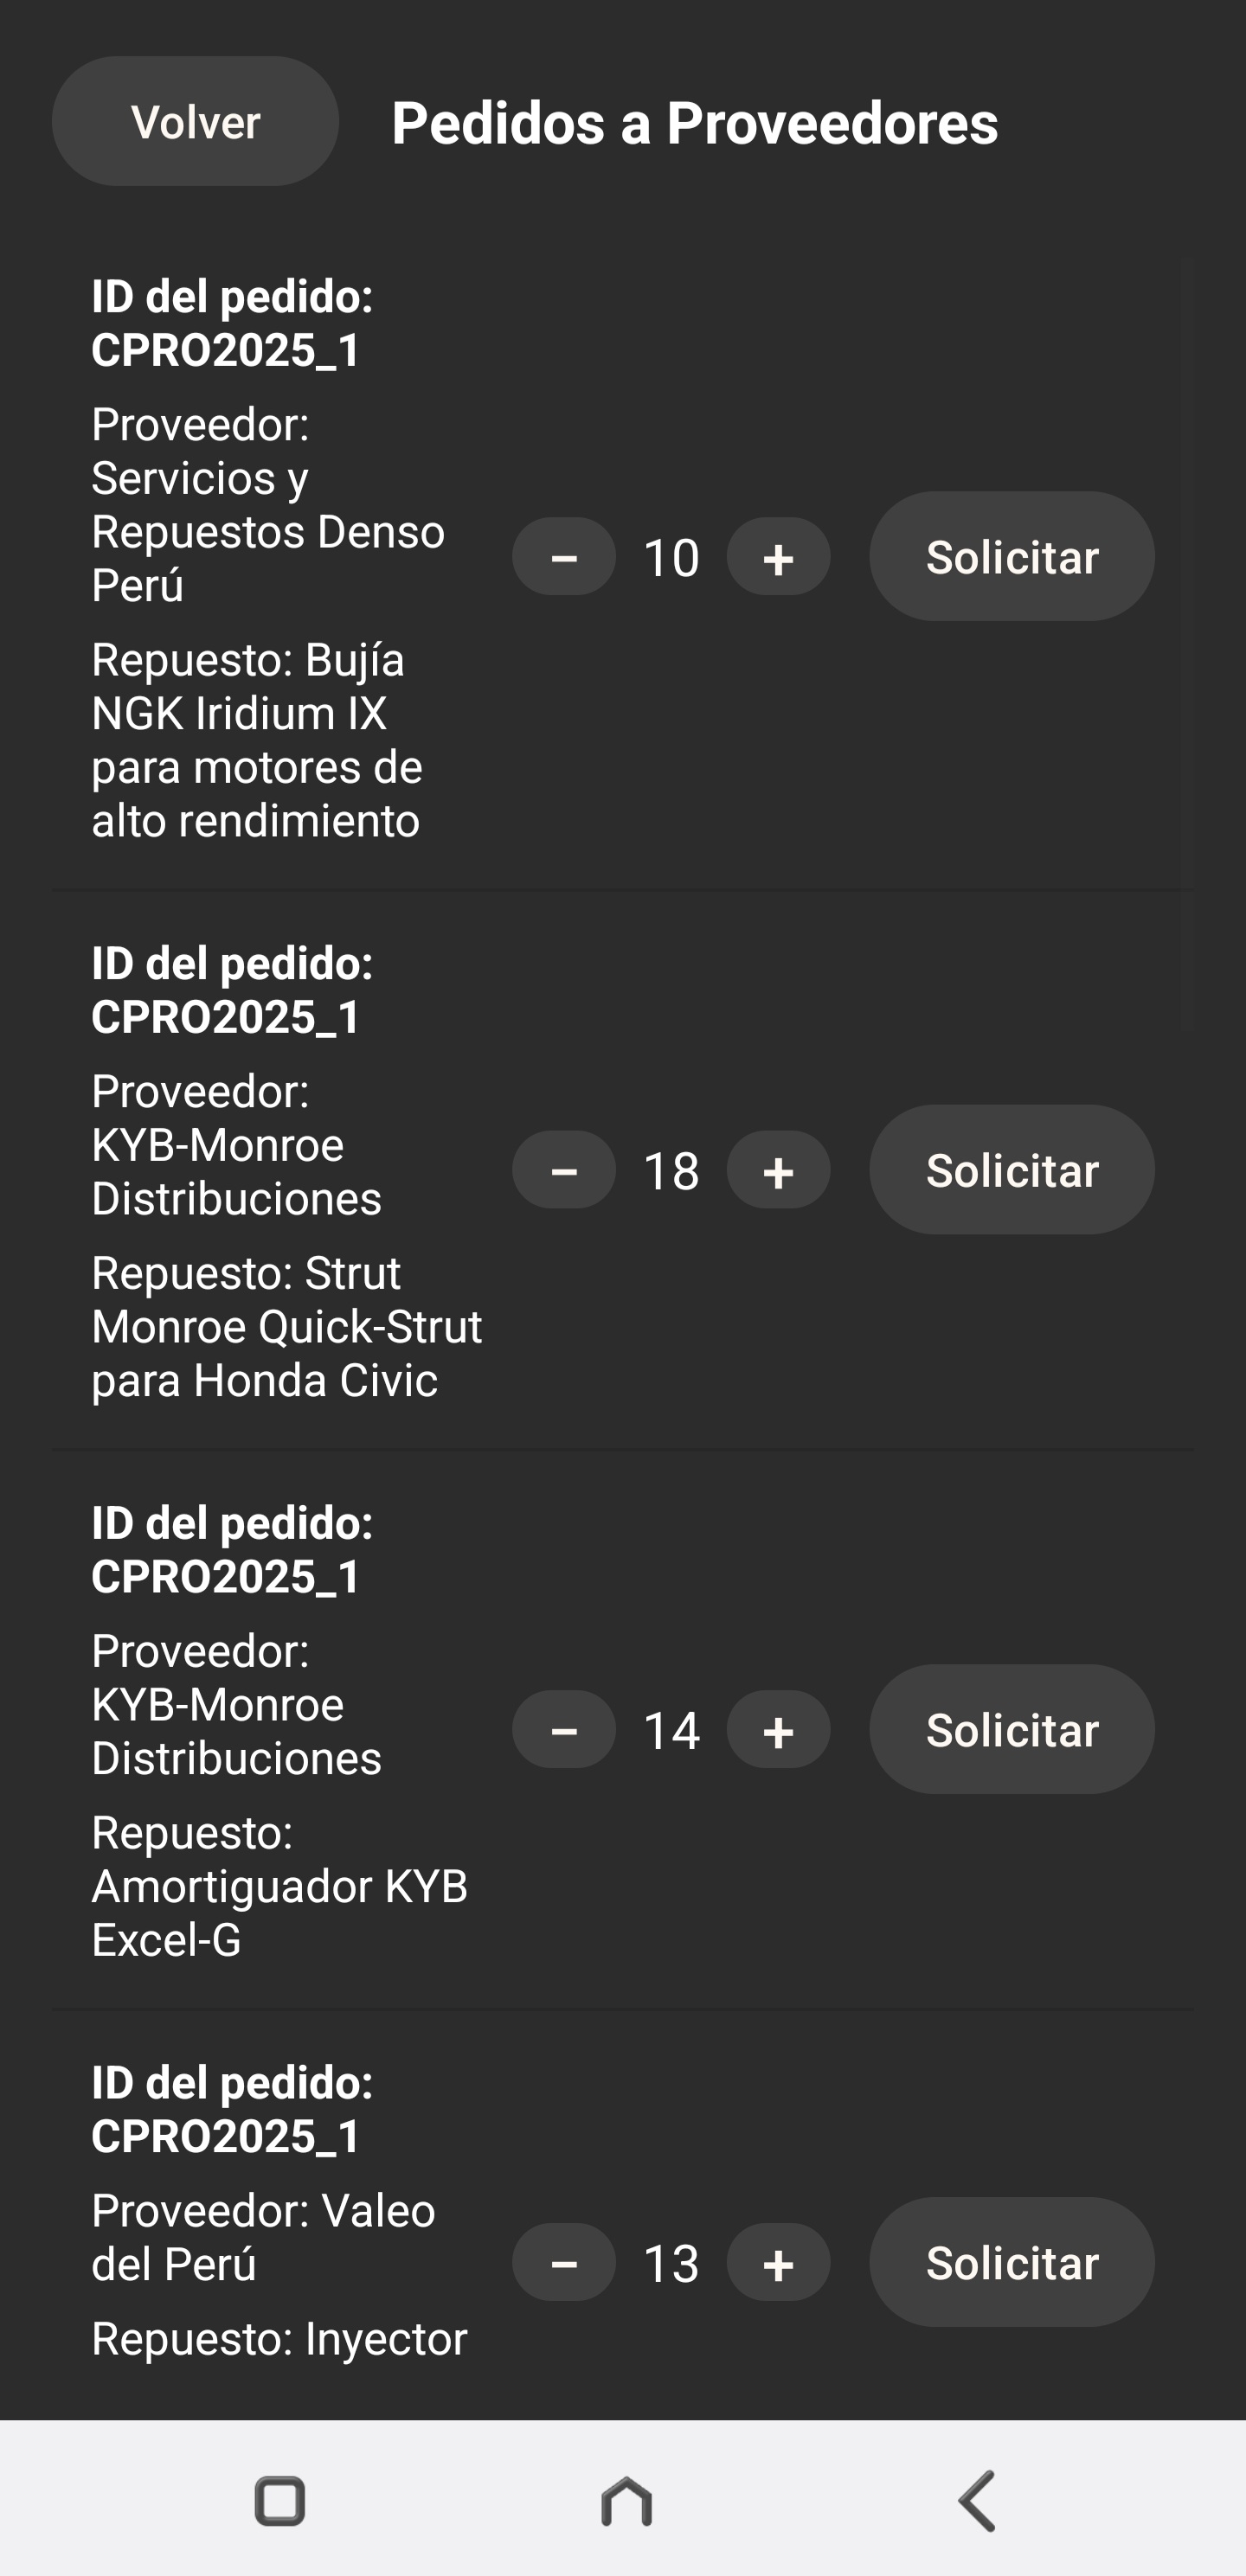 Volver
Pedidos a Proveedores
ID del pedido:
CPRO2025_1
Proveedor:
Servicios y
Repuestos Denso
Perú
Repuesto: Bujía
NGK Iridium IX
para motores de
alto rendimiento
− 10 + Solicitar
ID del pedido:
CPRO2025_1
Proveedor:
KYB-Monroe
Distribuciones
Repuesto: Strut
Monroe Quick-Strut
para Honda Civic
− 18 + Solicitar
ID del pedido:
CPRO2025_1
Proveedor:
KYB-Monroe
Distribuciones
Repuesto:
Amortiguador KYB
Excel-G
− 14 + Solicitar
ID del pedido:
CPRO2025_1
Proveedor: Valeo
del Perú
Repuesto: Inyector
− 13 + Solicitar